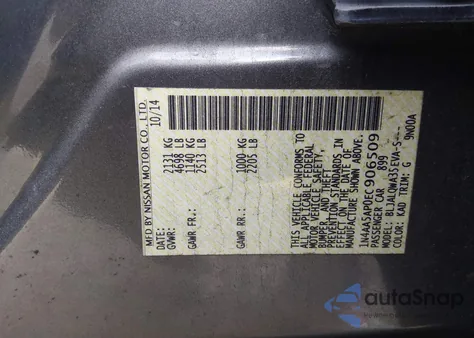 MFD BY NISSAN MOTOR CO., LTD.
DATE: 10/14
GVWR: 2131 KG
4698 LB
GAWR FR: 1140 KG
2513 LB
GAWR RR: 1000 KG
2205 LB
THIS VEHICLE CONFORMS TO
ALL APPLICABLE FEDERAL
MOTOR VEHICLE SAFETY,
BUMPER AND THEFT
PREVENTION STANDARDS IN
EFFECT ON THE DATE OF
MANUFACTURE SHOWN ABOVE.
1N4AA5AP0EC906509
PASSENGER CAR 899
COLOR: KAD TRIM: G 9N00A
autoSnap